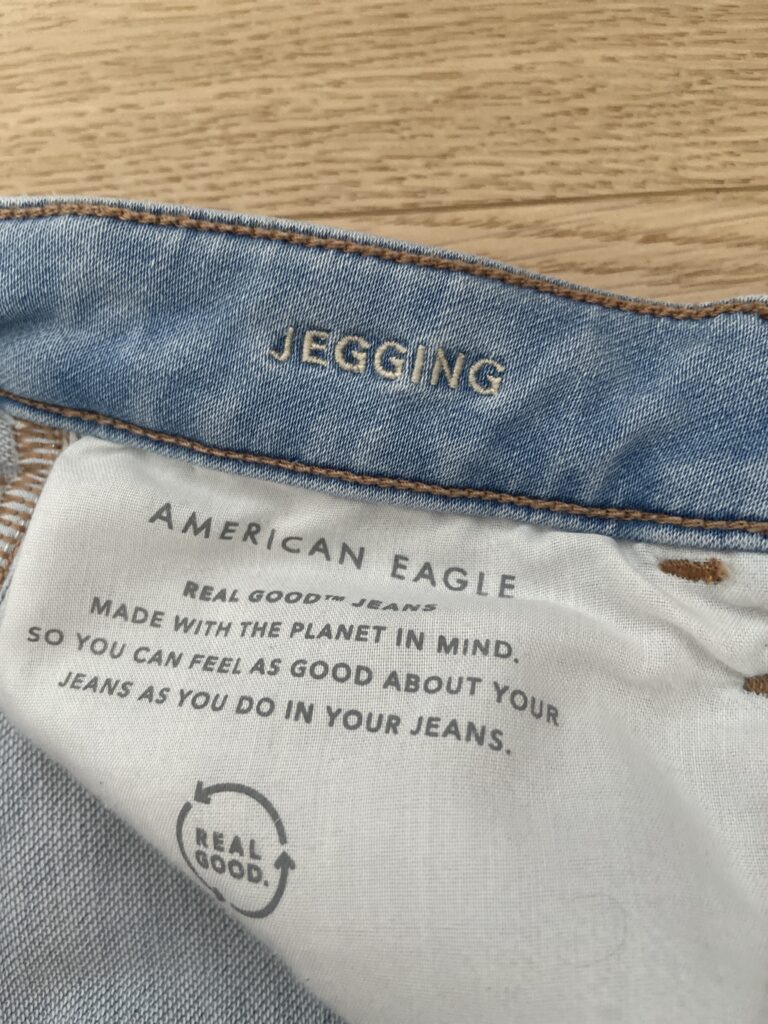 JEGGING
AMERICAN EAGLE
REAL GOOD™ JEANS
MADE WITH THE PLANET IN MIND.
SO YOU CAN FEEL AS GOOD ABOUT YOUR
JEANS AS YOU DO IN YOUR JEANS.
REAL
GOOD.